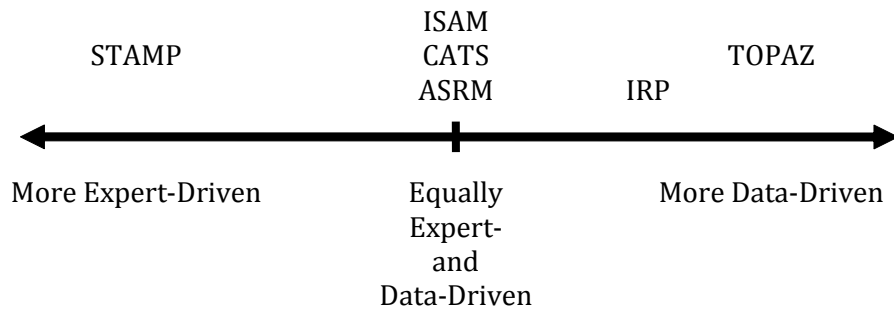 ISAM
STAMP CATS TOPAZ
ASRM IRP
More Expert-Driven Equally More Data-Driven
Expert-
and
Data-Driven